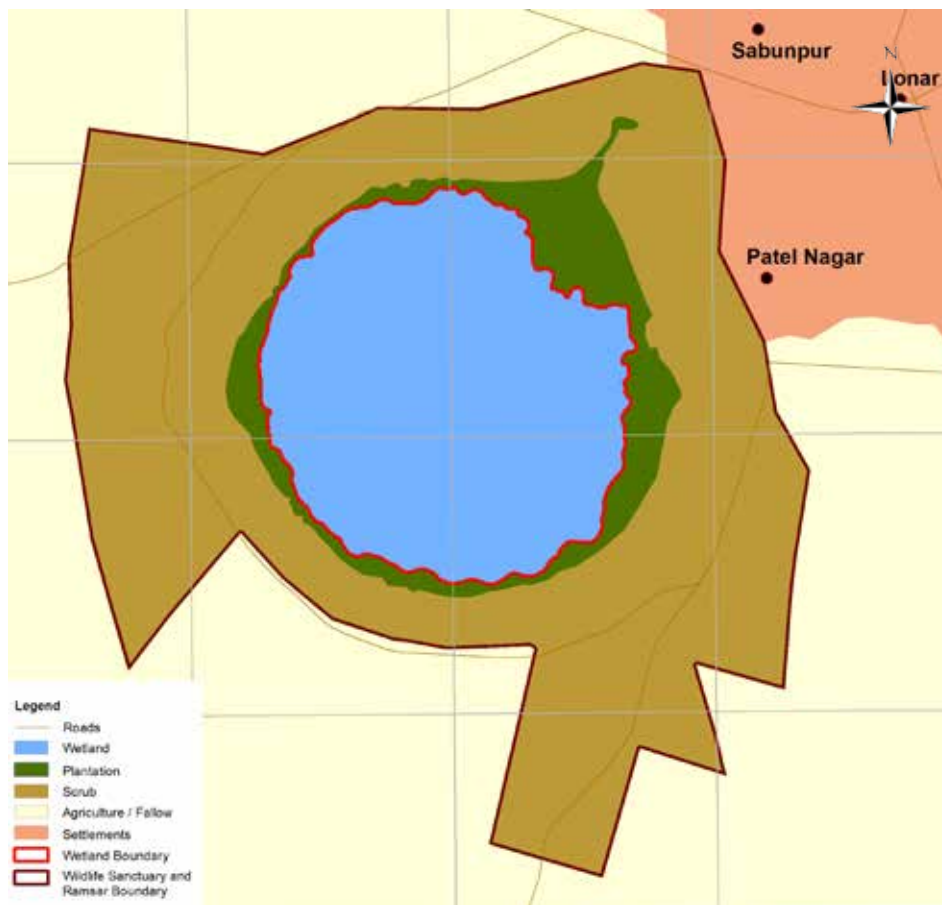 Sabunpur
N
Lonar
Patel Nagar
Legend
Roads
Wetland
Plantation
Scrub
Agriculture / Fallow
Settlements
Wetland Boundary
Wildlife Sanctuary and
Ramsar Boundary